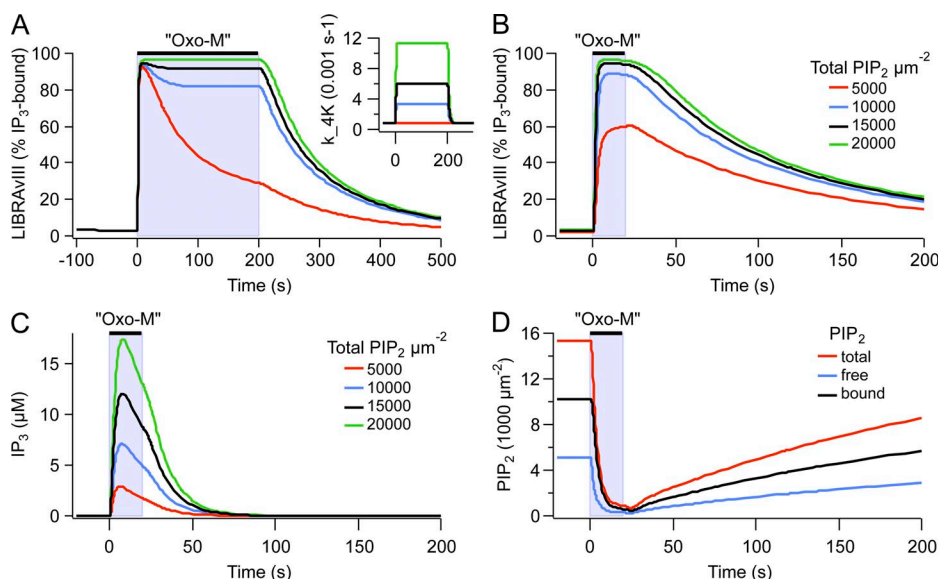 A
"Oxo-M"
LIBRAvIII (% IP3-bound)
100
80
60
40
20
0
-100 0 100 200 300 400 500
Time (s)
k_4K (0.001 s-1)
12
8
4
0
0 200
B
"Oxo-M"
Total PIP2 µm-2
5000
10000
15000
20000
LIBRAvIII (% IP3-bound)
100
80
60
40
20
0
0 50 100 150 200
Time (s)
C
"Oxo-M"
Total PIP2 µm-2
5000
10000
15000
20000
IP3 (µM)
15
10
5
0
0 50 100 150 200
Time (s)
D
"Oxo-M"
PIP2
total
free
bound
PIP2 (1000 µm-2)
16
12
8
4
0
0 50 100 150 200
Time (s)